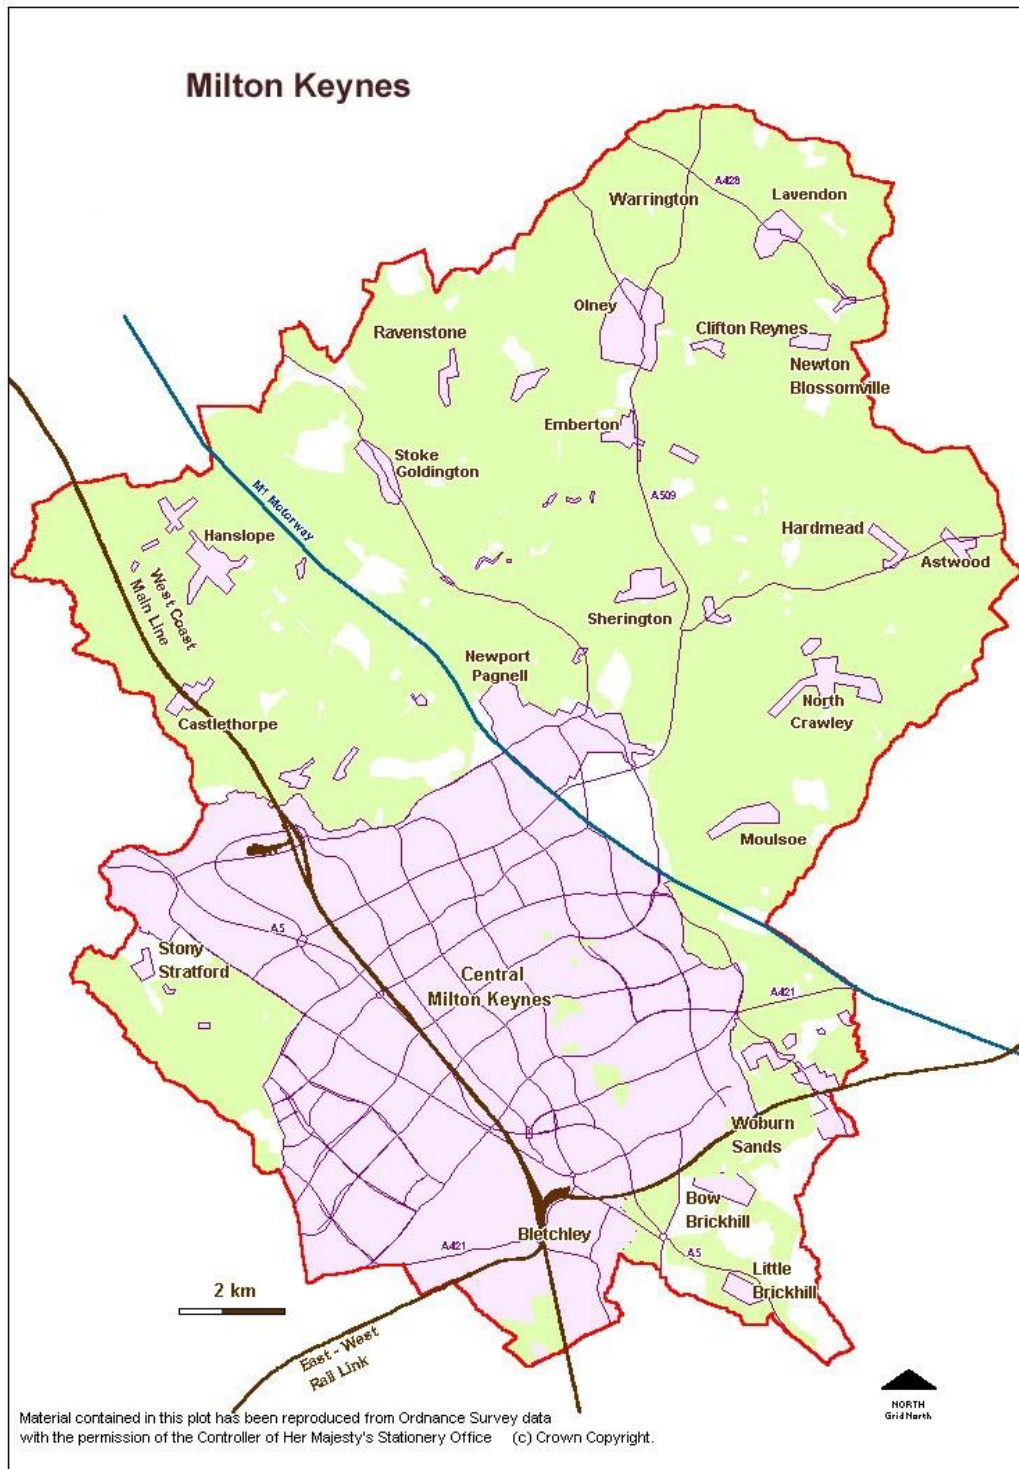 Milton Keynes
A428
Lavendon
Warrington
Olney
Clifton Reynes
Ravenstone
Newton
Blossomville
Emberton
Stoke
Goldington
M1 Motorway
A509
Hardmead
Hanslope
Astwood
West Coast
Main Line
Sherington
Newport
Pagnell
North
Crawley
Castlethorpe
Moulsoe
A5
Stony
Stratford
Central
Milton Keynes
A421
Woburn
Sands
Bow
Brickhill
Bletchley
A421
A5
Little
Brickhill
2 km
East - West
Rail Link
NORTH
Grid North
Material contained in this plot has been reproduced from Ordnance Survey data
with the permission of the Controller of Her Majesty's Stationery Office (c) Crown Copyright.